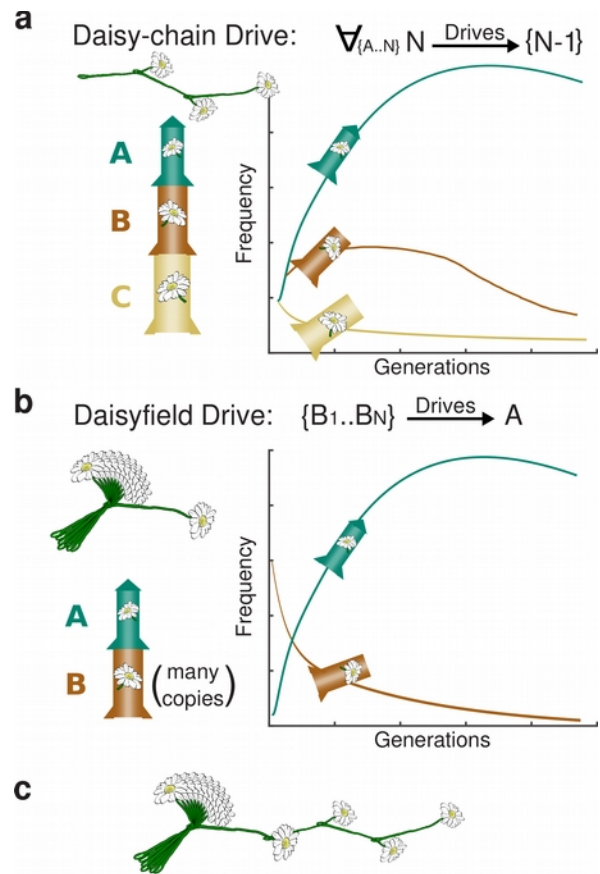 a
Daisy-chain Drive: ∀{A..N} N Drives {N-1}
A
B
C
Frequency
Generations
b
Daisyfield Drive: {B1..BN} Drives A
A
B (many copies)
Frequency
Generations
c